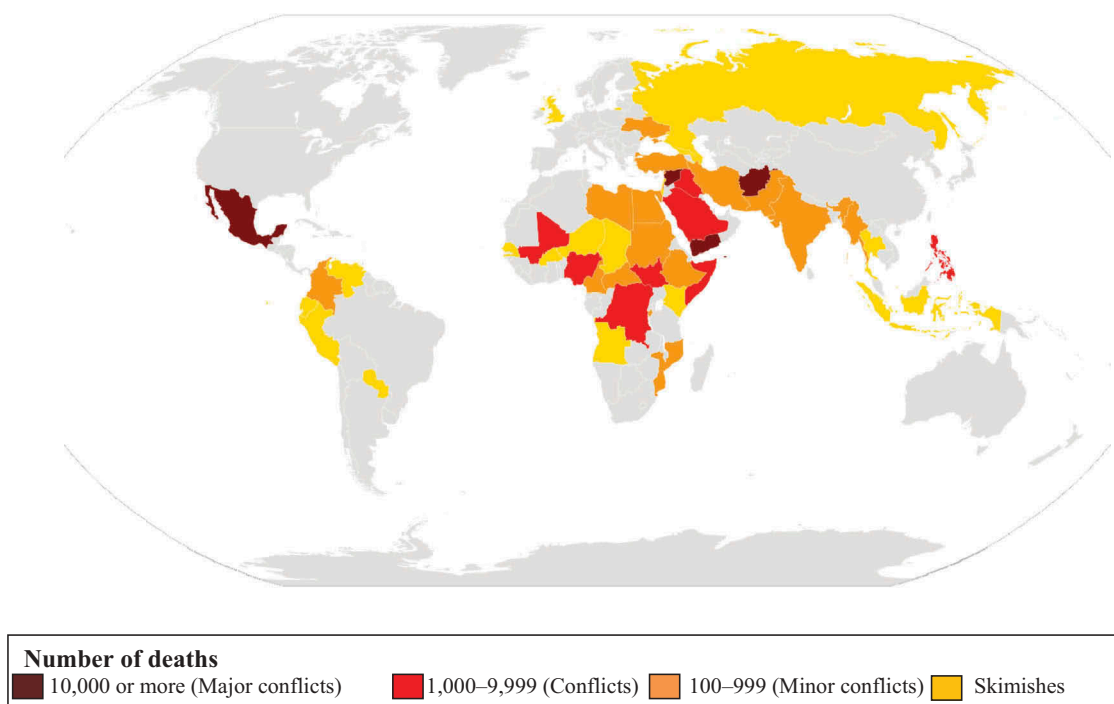 Number of deaths
10,000 or more (Major conflicts) 1,000–9,999 (Conflicts) 100–999 (Minor conflicts) Skimishes